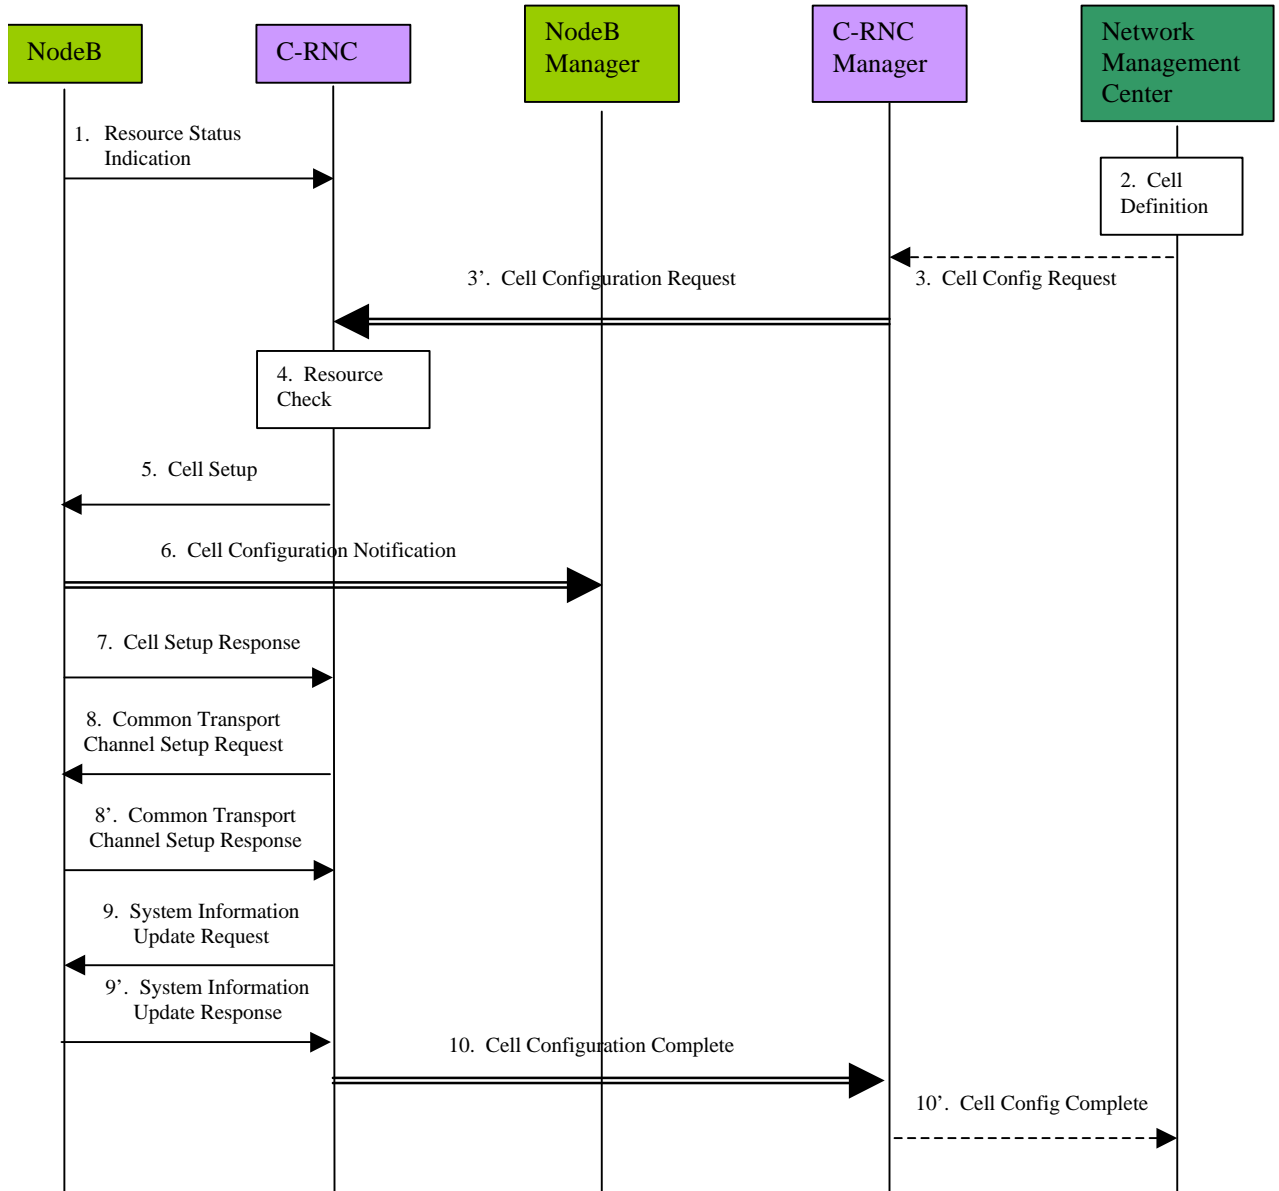 NodeB
C-RNC
NodeB
Manager
C-RNC
Manager
Network
Management
Center
1. Resource Status
Indication
2. Cell
Definition
3’. Cell Configuration Request
3. Cell Config Request
4. Resource
Check
5. Cell Setup
6. Cell Configuration Notification
7. Cell Setup Response
8. Common Transport
Channel Setup Request
8’. Common Transport
Channel Setup Response
9. System Information
Update Request
9’. System Information
Update Response
10. Cell Configuration Complete
10’. Cell Config Complete